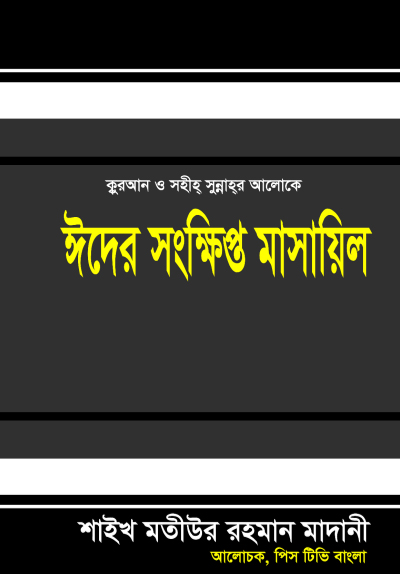 কুরআন ও সহীহ্ সুন্নাহ্‌র আলোকে
ঈদের সংক্ষিপ্ত মাসায়িল
শাইখ মতীউর রহমান মাদানী
আলোচক, পিস টিভি বাংলা